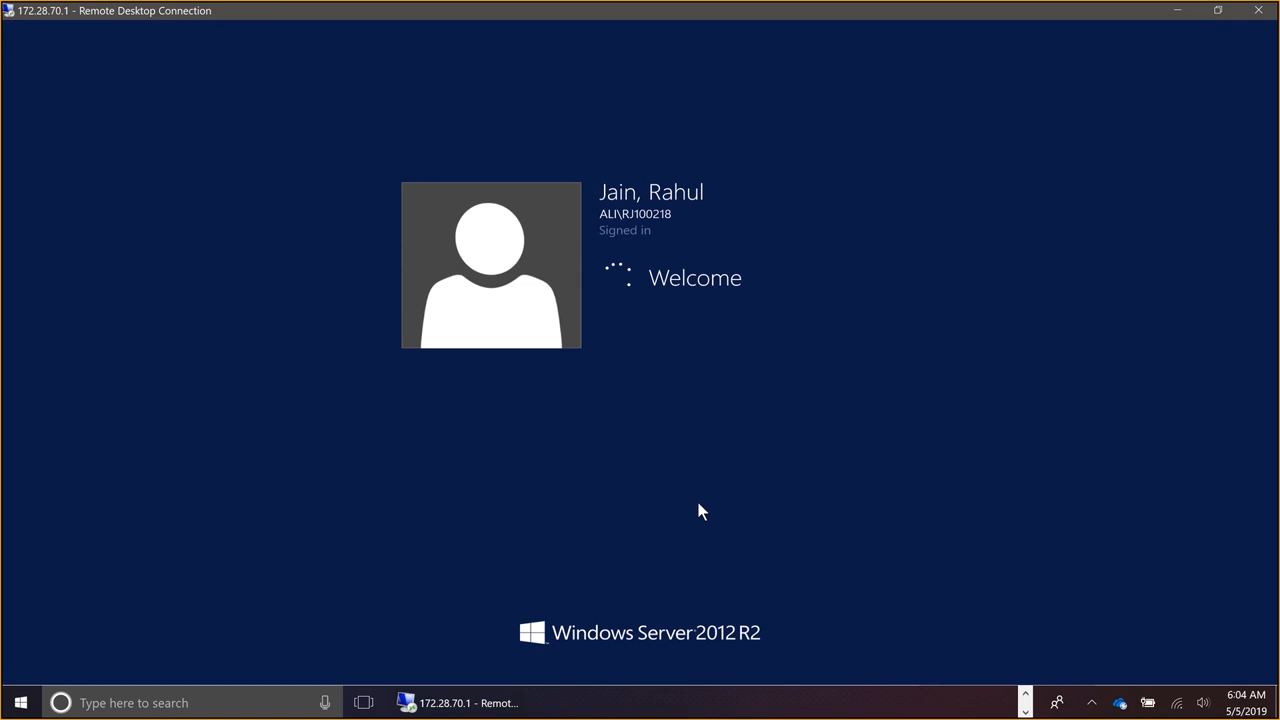 172.28.70.1 - Remote Desktop Connection
Jain, Rahul
ALI\RJ100218
Signed in
Welcome
Windows Server 2012 R2
Type here to search
172.28.70.1 - Remot...
6:04 AM
5/5/2019